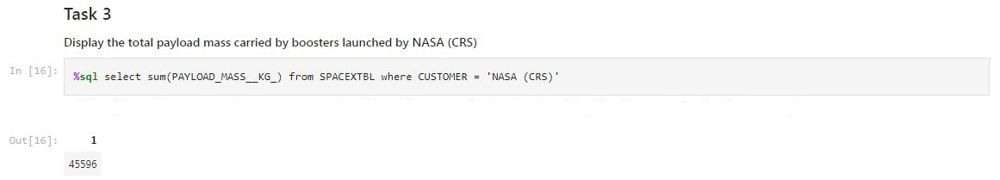 Task 3
Display the total payload mass carried by boosters launched by NASA (CRS)
In [16]: %sql select sum(PAYLOAD_MASS__KG_) from SPACEXTBL where CUSTOMER = 'NASA (CRS)'
Out[16]: 1
45596